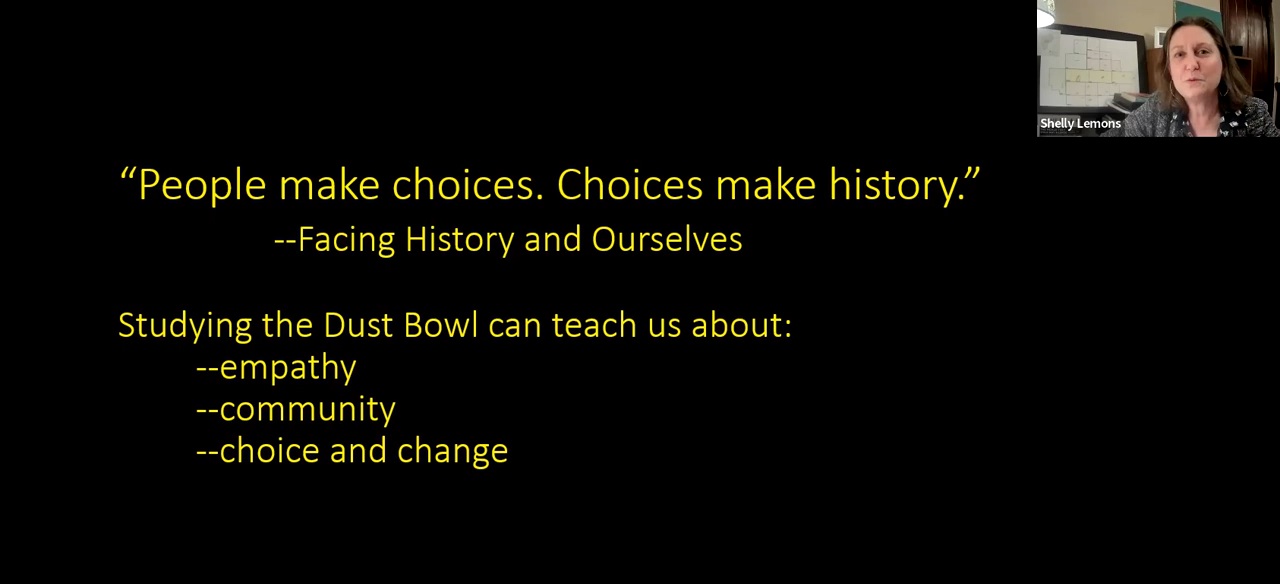 Shelly Lemons
“People make choices. Choices make history.”
--Facing History and Ourselves
Studying the Dust Bowl can teach us about:
--empathy
--community
--choice and change